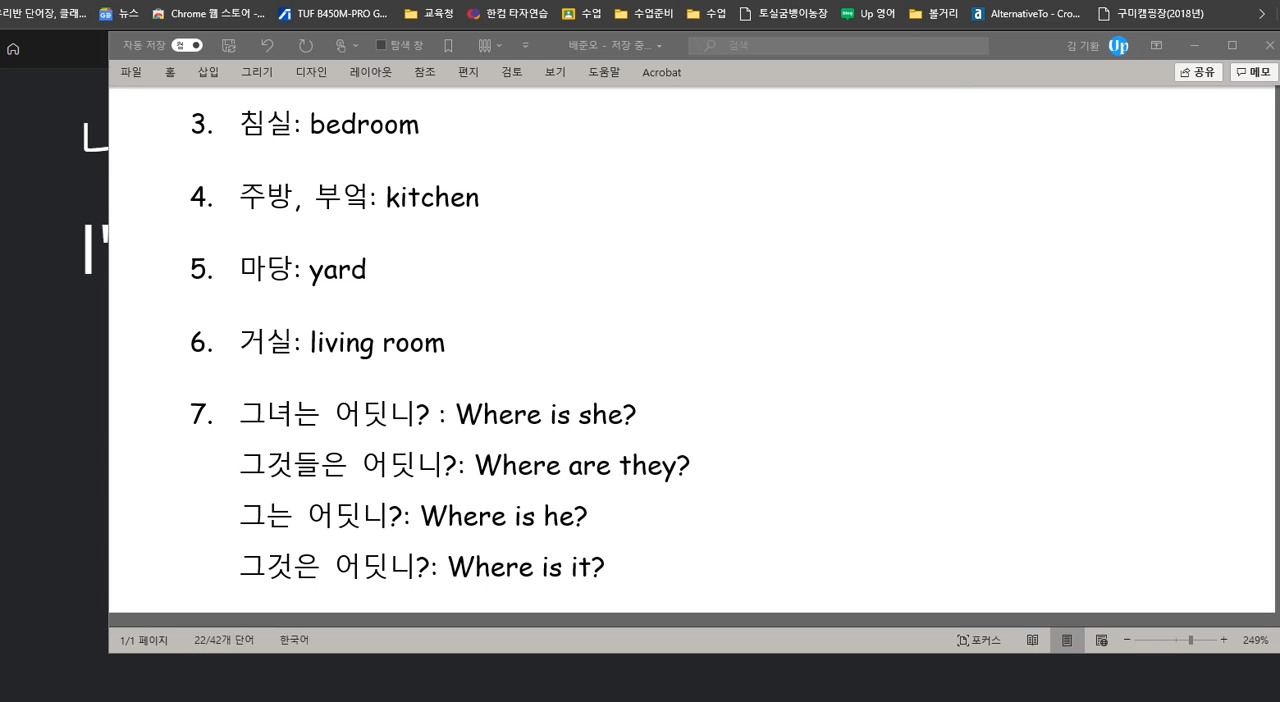 우리반 단어장, 클래... 뉴스 Chrome 웹 스토어 -... TUF B450M-PRO G... 교육청 한컴 타자연습 수업 수업준비 수업 토실굼벵이농장 Up 영어 볼거리 AlternativeTo - Cro... 구미캠핑장(2018년)
자동 저장 탐색 창 배준오 - 저장 중... 검색 김 기환 Up
파일 홈 삽입 그리기 디자인 레이아웃 참조 편지 검토 보기 도움말 Acrobat 공유 메모
3. 침실: bedroom
4. 주방, 부엌: kitchen
5. 마당: yard
6. 거실: living room
7. 그녀는 어딧니? : Where is she?
그것들은 어딧니?: Where are they?
그는 어딧니?: Where is he?
그것은 어딧니?: Where is it?
1/1 페이지 22/42개 단어 한국어 포커스 249%